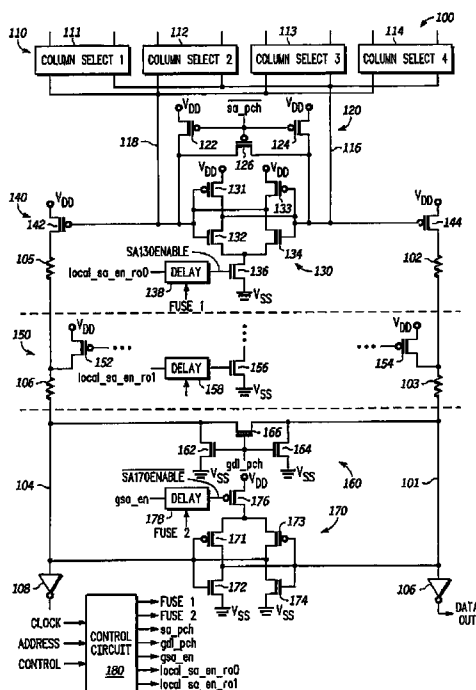 110 111 112 113 114 100
COLUMN SELECT 1 COLUMN SELECT 2 COLUMN SELECT 3 COLUMN SELECT 4
VDD sa_pch VDD 120
118 122 124 116
126
VDD VDD
VDD 131 133 VDD
140 142 144
132 134
105 SA130ENABLE 136 130 102
local_sa_en_ro0 DELAY
138 VSS
FUSE 1
150 VDD VDD
152 154
106 local_sa_en_ro1 DELAY 156 103
158 VSS
166
162 164
VSS gdl_pch VSS 160
104 SA170ENABLE VDD 101
gsa_en DELAY 176 170
178 173
FUSE 2 171
172 174
108 VSS VSS 106
DATA OUT
CLOCK FUSE 1
FUSE 2
ADDRESS CONTROL CIRCUIT sa_pch
gdl_pch
CONTROL 180 gsa_en
local_sa_en_ro0
local_sa_en_ro1